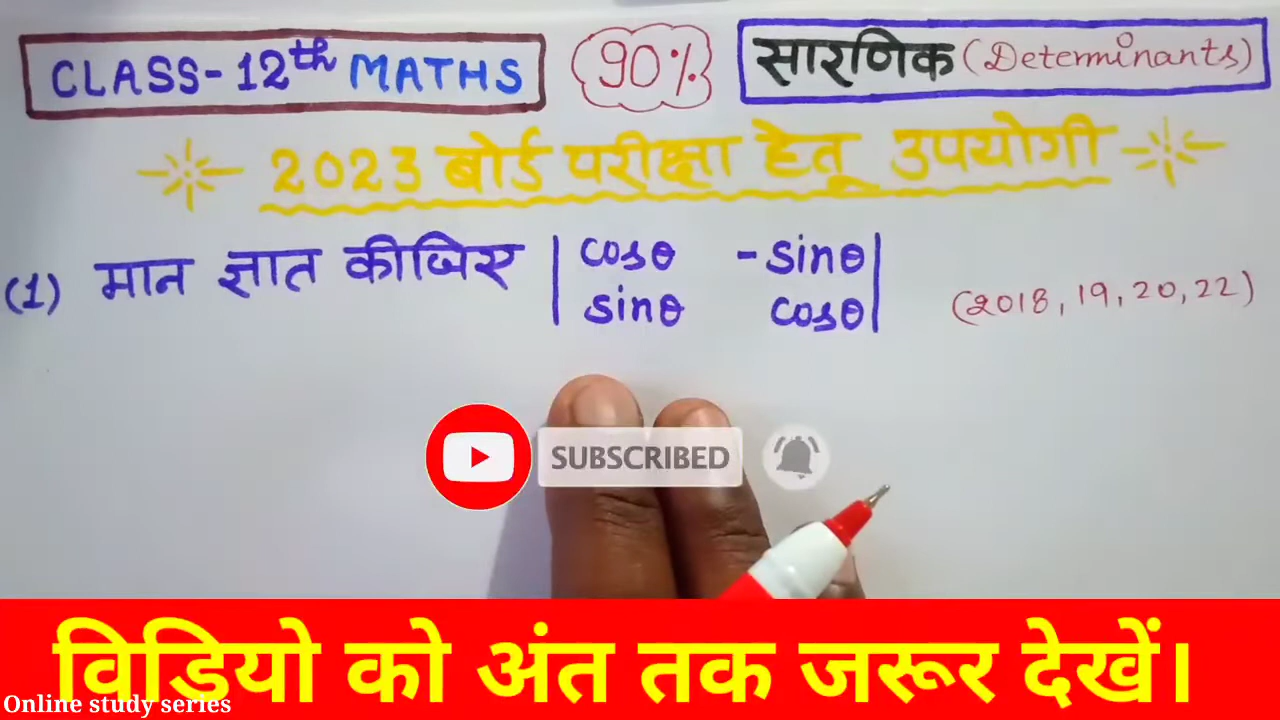 CLASS-12th MATHS 90% सारणिक (Determinants)
2023 बोर्ड परीक्षा हेतू उपयोगी
(1) मान ज्ञात कीजिए | cosθ -sinθ |
| sinθ cosθ | (2018, 19, 20, 22)
SUBSCRIBED
विडियो को अंत तक जरूर देखें।
Online study series